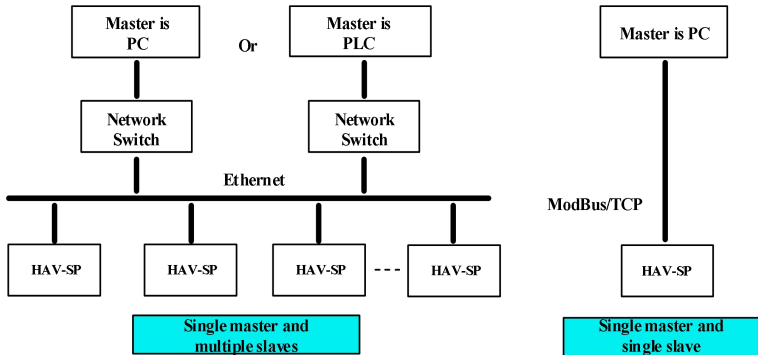 Master is
PC
Or
Master is
PLC
Master is PC
Network
Switch
Network
Switch
Ethernet
ModBus/TCP
HAV-SP
HAV-SP
HAV-SP
HAV-SP
HAV-SP
Single master and
multiple slaves
Single master and
single slave